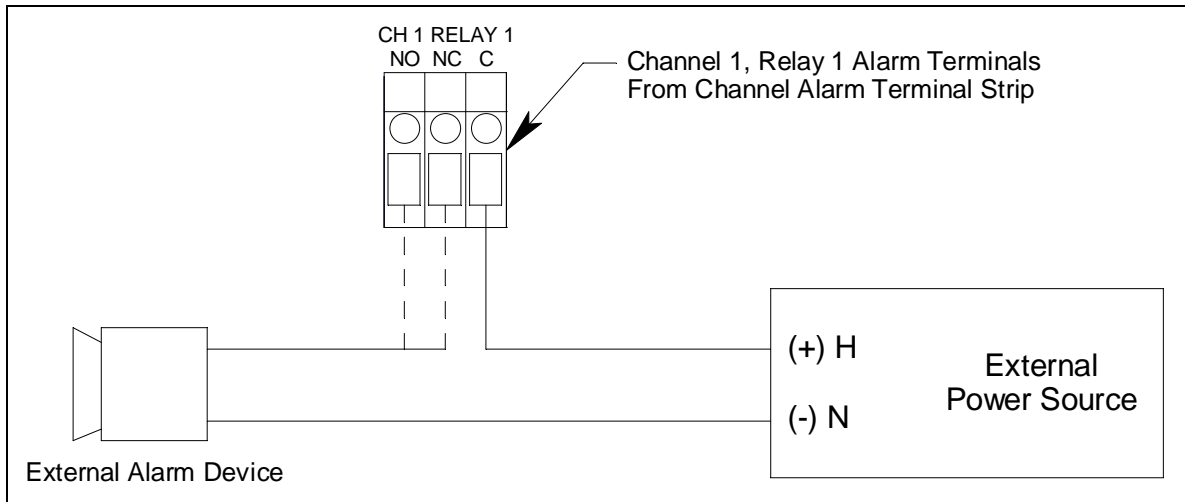 CH 1 RELAY 1
NO NC C
Channel 1, Relay 1 Alarm Terminals
From Channel Alarm Terminal Strip
(+) H
External
Power Source
(-) N
External Alarm Device